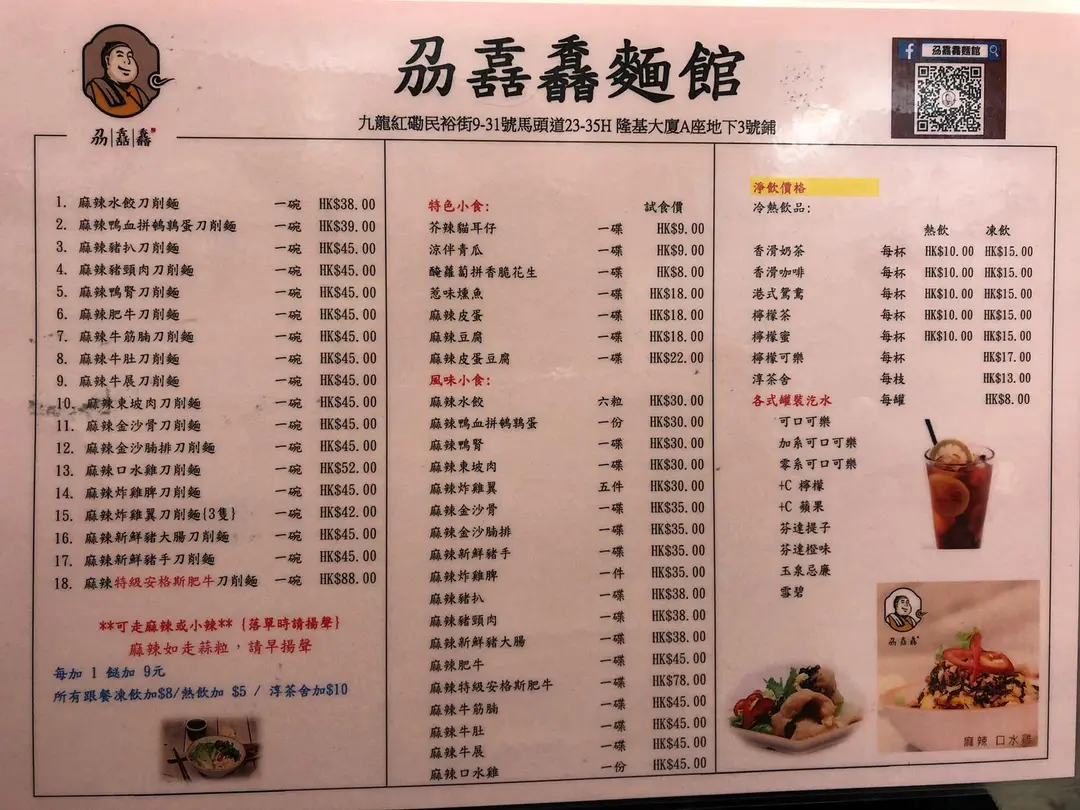 刕譶馫麵館
刕譶馫麵館
刕|譶|馫
九龍紅磡民裕街9-31號馬頭道23-35H 隆基大廈A座地下3號鋪
1. 麻辣水餃刀削麵 一碗 HK$38.00
2. 麻辣鴨血拼鵪鶉蛋刀削麵 一碗 HK$39.00
3. 麻辣豬扒刀削麵 一碗 HK$45.00
4. 麻辣豬頸肉刀削麵 一碗 HK$45.00
5. 麻辣鴨腎刀削麵 一碗 HK$45.00
6. 麻辣肥牛刀削麵 一碗 HK$45.00
7. 麻辣牛筋腩刀削麵 一碗 HK$45.00
8. 麻辣牛肚刀削麵 一碗 HK$45.00
9. 麻辣牛展刀削麵 一碗 HK$45.00
10. 麻辣東坡肉刀削麵 一碗 HK$45.00
11. 麻辣金沙骨刀削麵 一碗 HK$45.00
12. 麻辣金沙腩排刀削麵 一碗 HK$45.00
13. 麻辣口水雞刀削麵 一碗 HK$52.00
14. 麻辣炸雞脾刀削麵 一碗 HK$45.00
15. 麻辣炸雞翼刀削麵{3隻} 一碗 HK$42.00
16. 麻辣新鮮豬大腸刀削麵 一碗 HK$45.00
17. 麻辣新鮮豬手刀削麵 一碗 HK$45.00
18. 麻辣特級安格斯肥牛刀削麵 一碗 HK$88.00
**可走麻辣或小辣** {落單時請揚聲}
麻辣如走蒜粒，請早揚聲
每加 1 餸加 9元
所有跟餐凍飲加$8/熱飲加 $5 / 淳茶舍加$10
特色小食: 試食價
芥辣貓耳仔 一碟 HK$9.00
涼伴青瓜 一碟 HK$9.00
醃蘿蔔拼香脆花生 一碟 HK$8.00
蔥味燻魚 一碟 HK$18.00
麻辣皮蛋 一碟 HK$18.00
麻辣豆腐 一碟 HK$18.00
麻辣皮蛋豆腐 一碟 HK$22.00
風味小食:
麻辣水餃 六粒 HK$30.00
麻辣鴨血拼鵪鶉蛋 一份 HK$30.00
麻辣鴨腎 一碟 HK$30.00
麻辣東坡肉 一碟 HK$30.00
麻辣炸雞翼 五件 HK$30.00
麻辣金沙骨 一碟 HK$35.00
麻辣金沙腩排 一碟 HK$35.00
麻辣新鮮豬手 一碟 HK$35.00
麻辣炸雞脾 一件 HK$35.00
麻辣豬扒 一碟 HK$38.00
麻辣豬頸肉 一碟 HK$38.00
麻辣新鮮豬大腸 一碟 HK$38.00
麻辣肥牛 一碟 HK$45.00
麻辣特級安格斯肥牛 一碟 HK$78.00
麻辣牛筋腩 一碟 HK$45.00
麻辣牛肚 一碟 HK$45.00
麻辣牛展 一碟 HK$45.00
麻辣口水雞 一份 HK$45.00
淨飲價格
冷熱飲品:
熱飲 凍飲
香滑奶茶 每杯 HK$10.00 HK$15.00
香滑咖啡 每杯 HK$10.00 HK$15.00
港式鴛鴦 每杯 HK$10.00 HK$15.00
檸檬茶 每杯 HK$10.00 HK$15.00
檸檬蜜 每杯 HK$10.00 HK$15.00
檸檬可樂 每杯 HK$17.00
淳茶舍 每枝 HK$13.00
各式罐裝汽水 每罐 HK$8.00
可口可樂
加系可口可樂
零系可口可樂
+C 檸檬
+C 蘋果
芬達提子
芬達橙味
玉泉忌廉
雪碧
刕譶馫
麻辣 口水雞